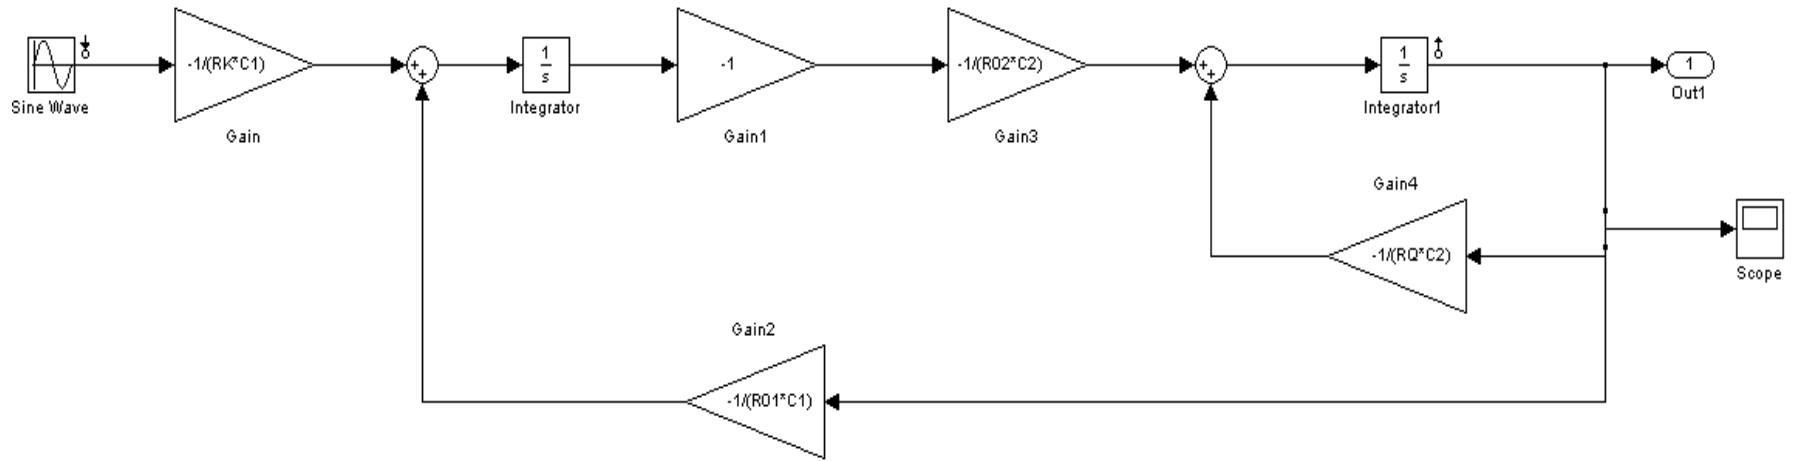 -1/(RK*C1)
1
s
-1
-1/(R02*C2)
1
s
1
Sine Wave
Integrator
Integrator1
Out1
Gain
Gain1
Gain3
Gain4
-1/(RQ*C2)
Scope
Gain2
-1/(R01*C1)